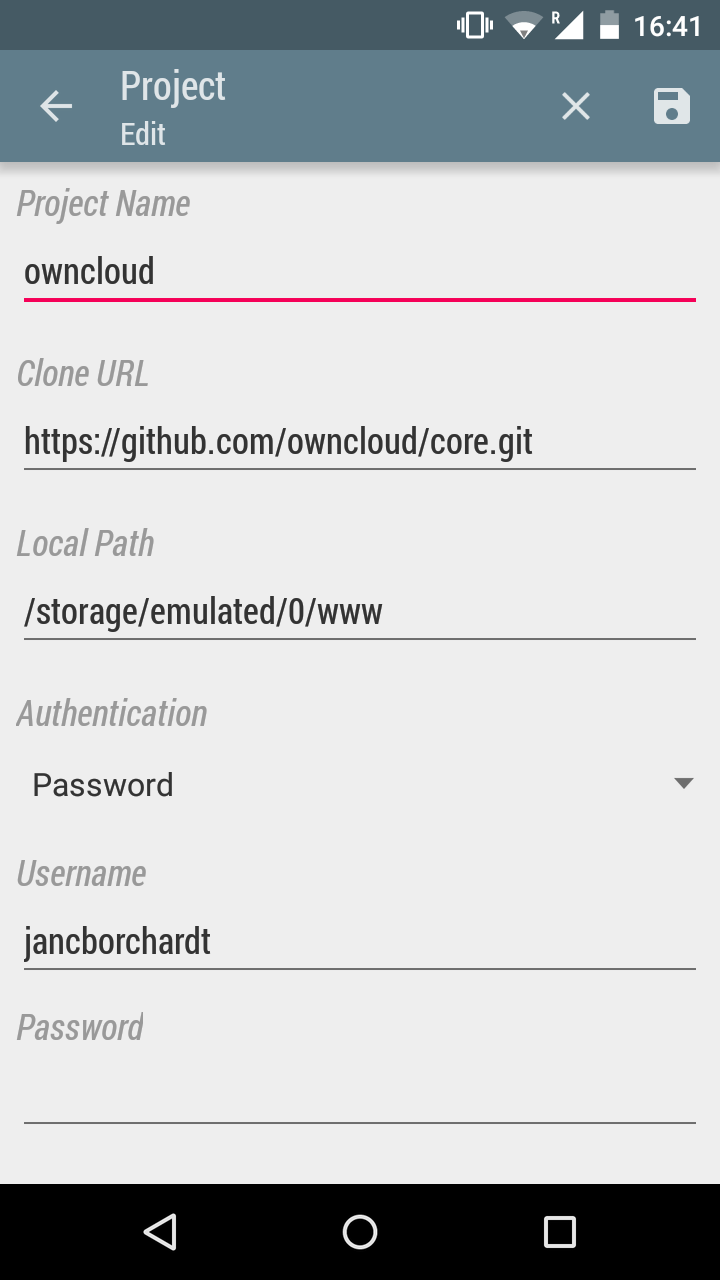 R 16:41
Project
Edit
Project Name
owncloud
Clone URL
https://github.com/owncloud/core.git
Local Path
/storage/emulated/0/www
Authentication
Password
Username
jancborchardt
Password